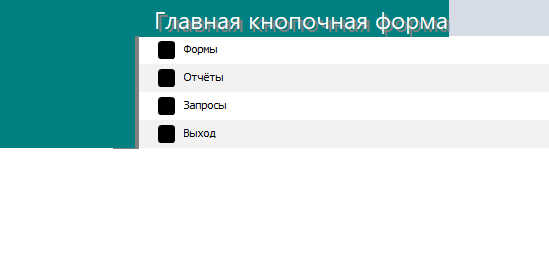 Главная кнопочная форма
Формы
Отчёты
Запросы
Выход